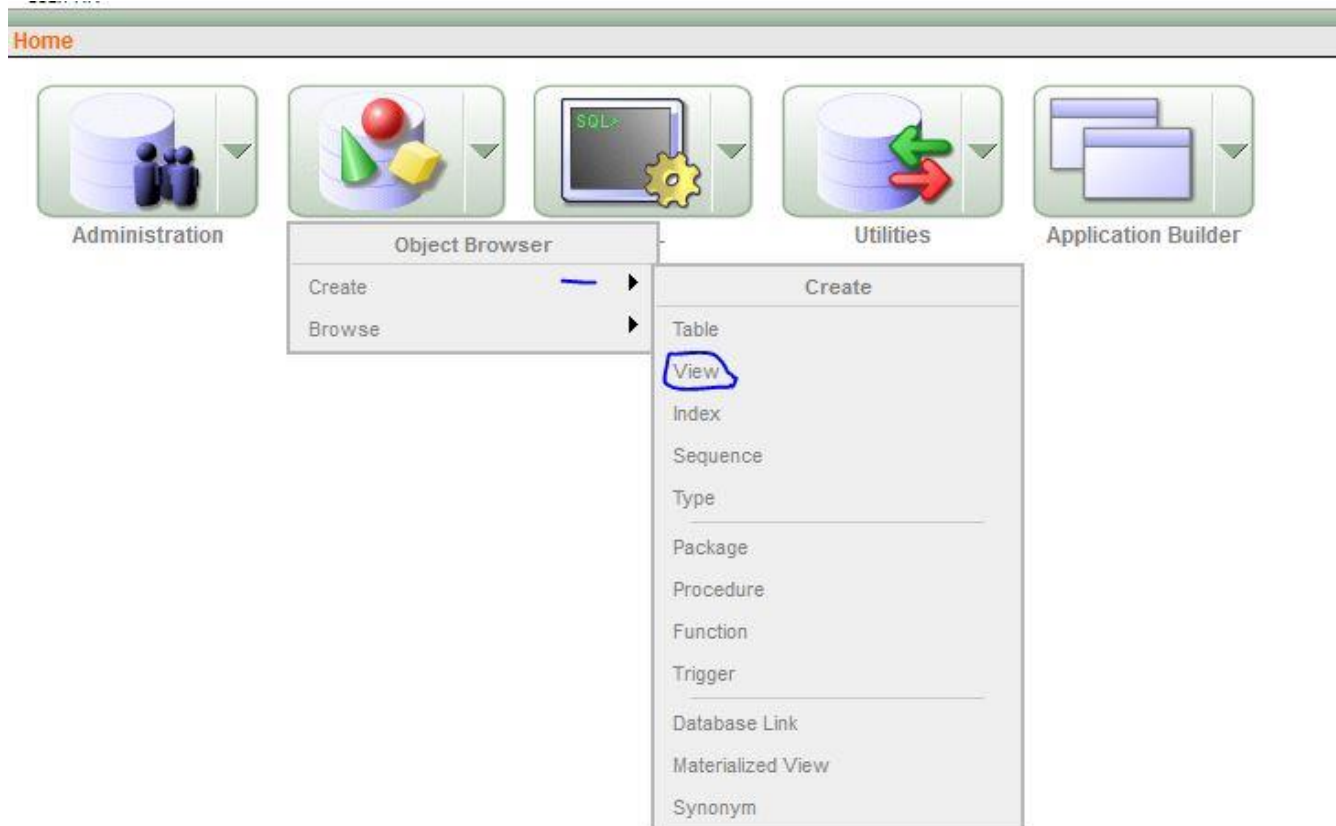 Home
SQL>
Administration
Utilities
Application Builder
Object Browser
Create
Browse
Create
Table
View
Index
Sequence
Type
Package
Procedure
Function
Trigger
Database Link
Materialized View
Synonym